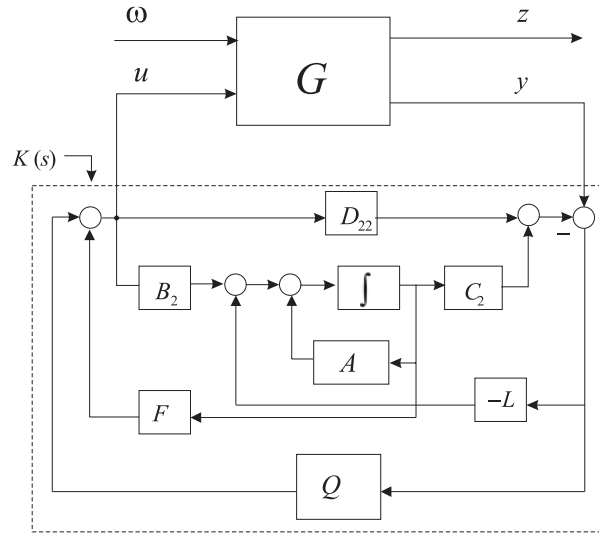 ω
z
G
u
y
K(s)
D₂₂
−
B₂
∫
C₂
A
−L
F
Q